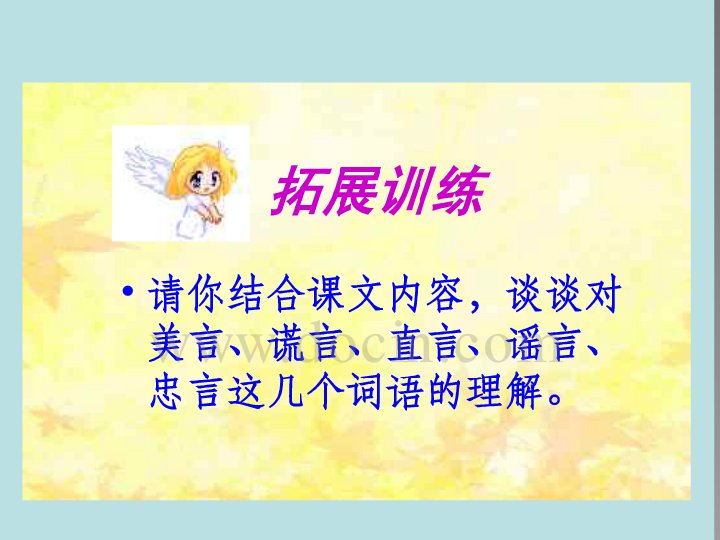 拓展训练
• 请你结合课文内容，谈谈对
美言、谎言、直言、谣言、
忠言这几个词语的理解。
www.docin.com